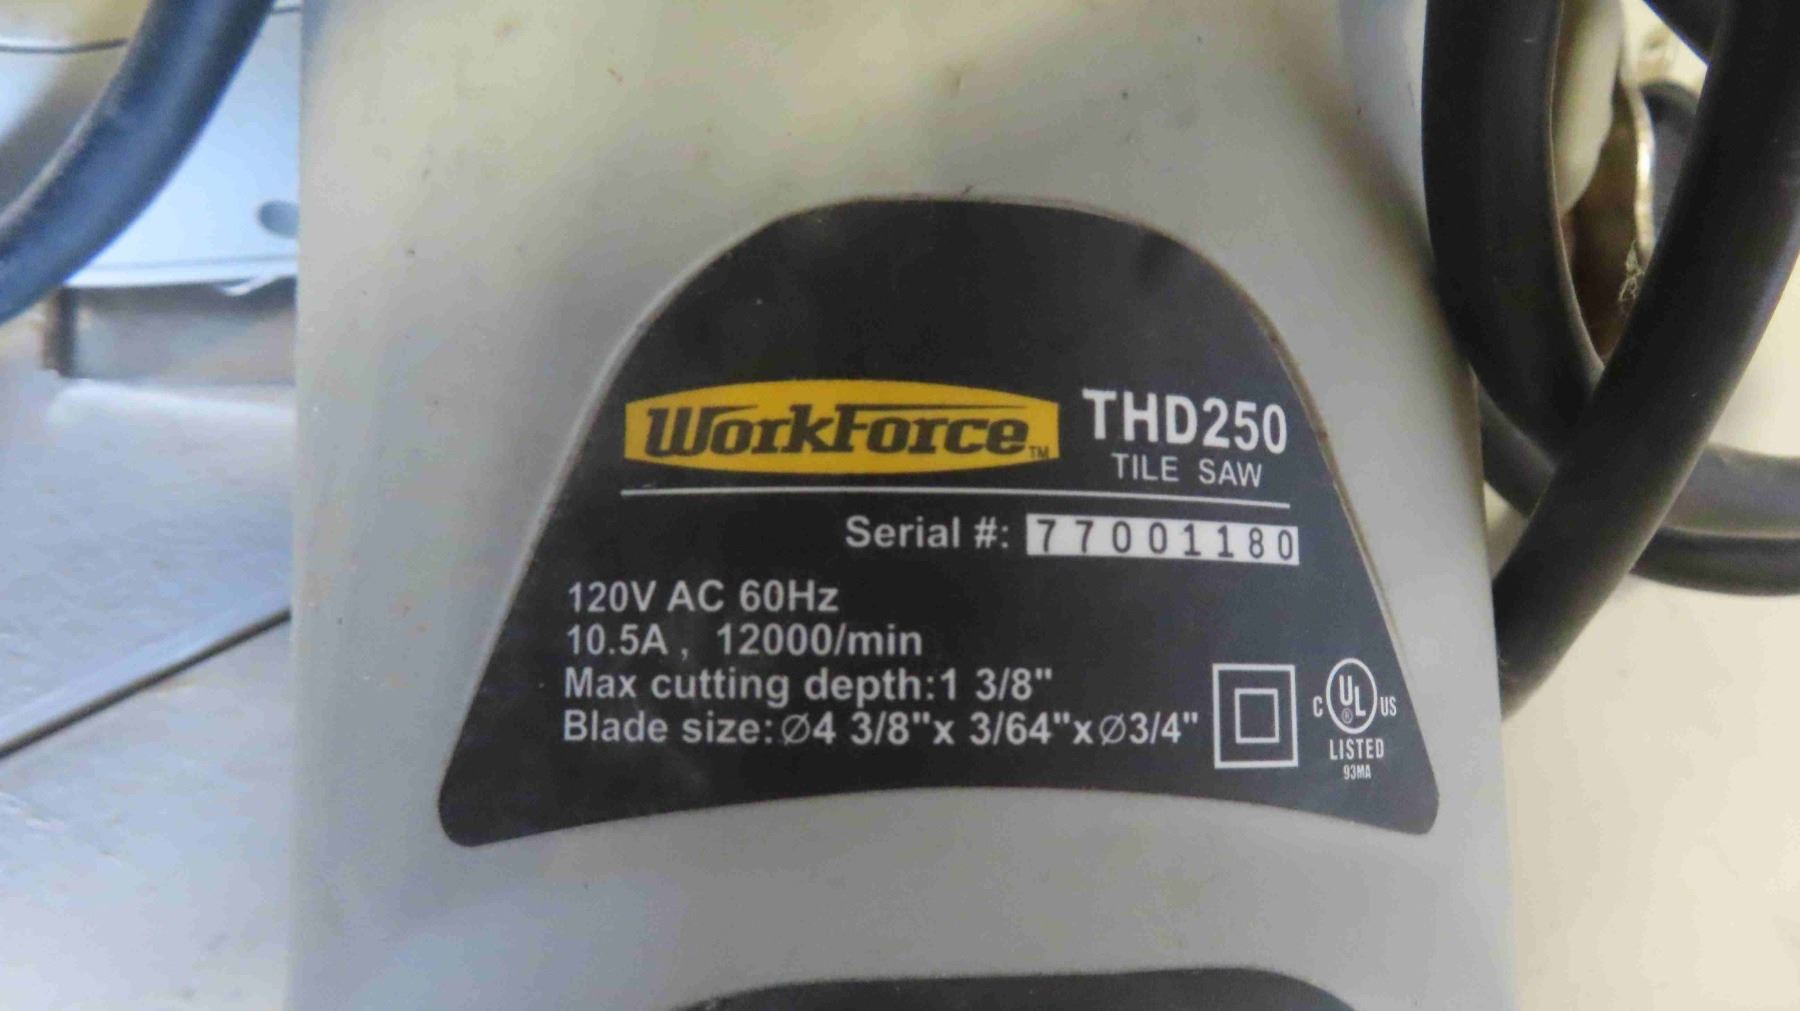 WorkForce™ THD250
TILE SAW
Serial #: 77001180
120V AC 60Hz
10.5A , 12000/min
Max cutting depth:1 3/8"
Blade size:∅4 3/8"x 3/64"x∅3/4"
C UL ® US
LISTED
93MA